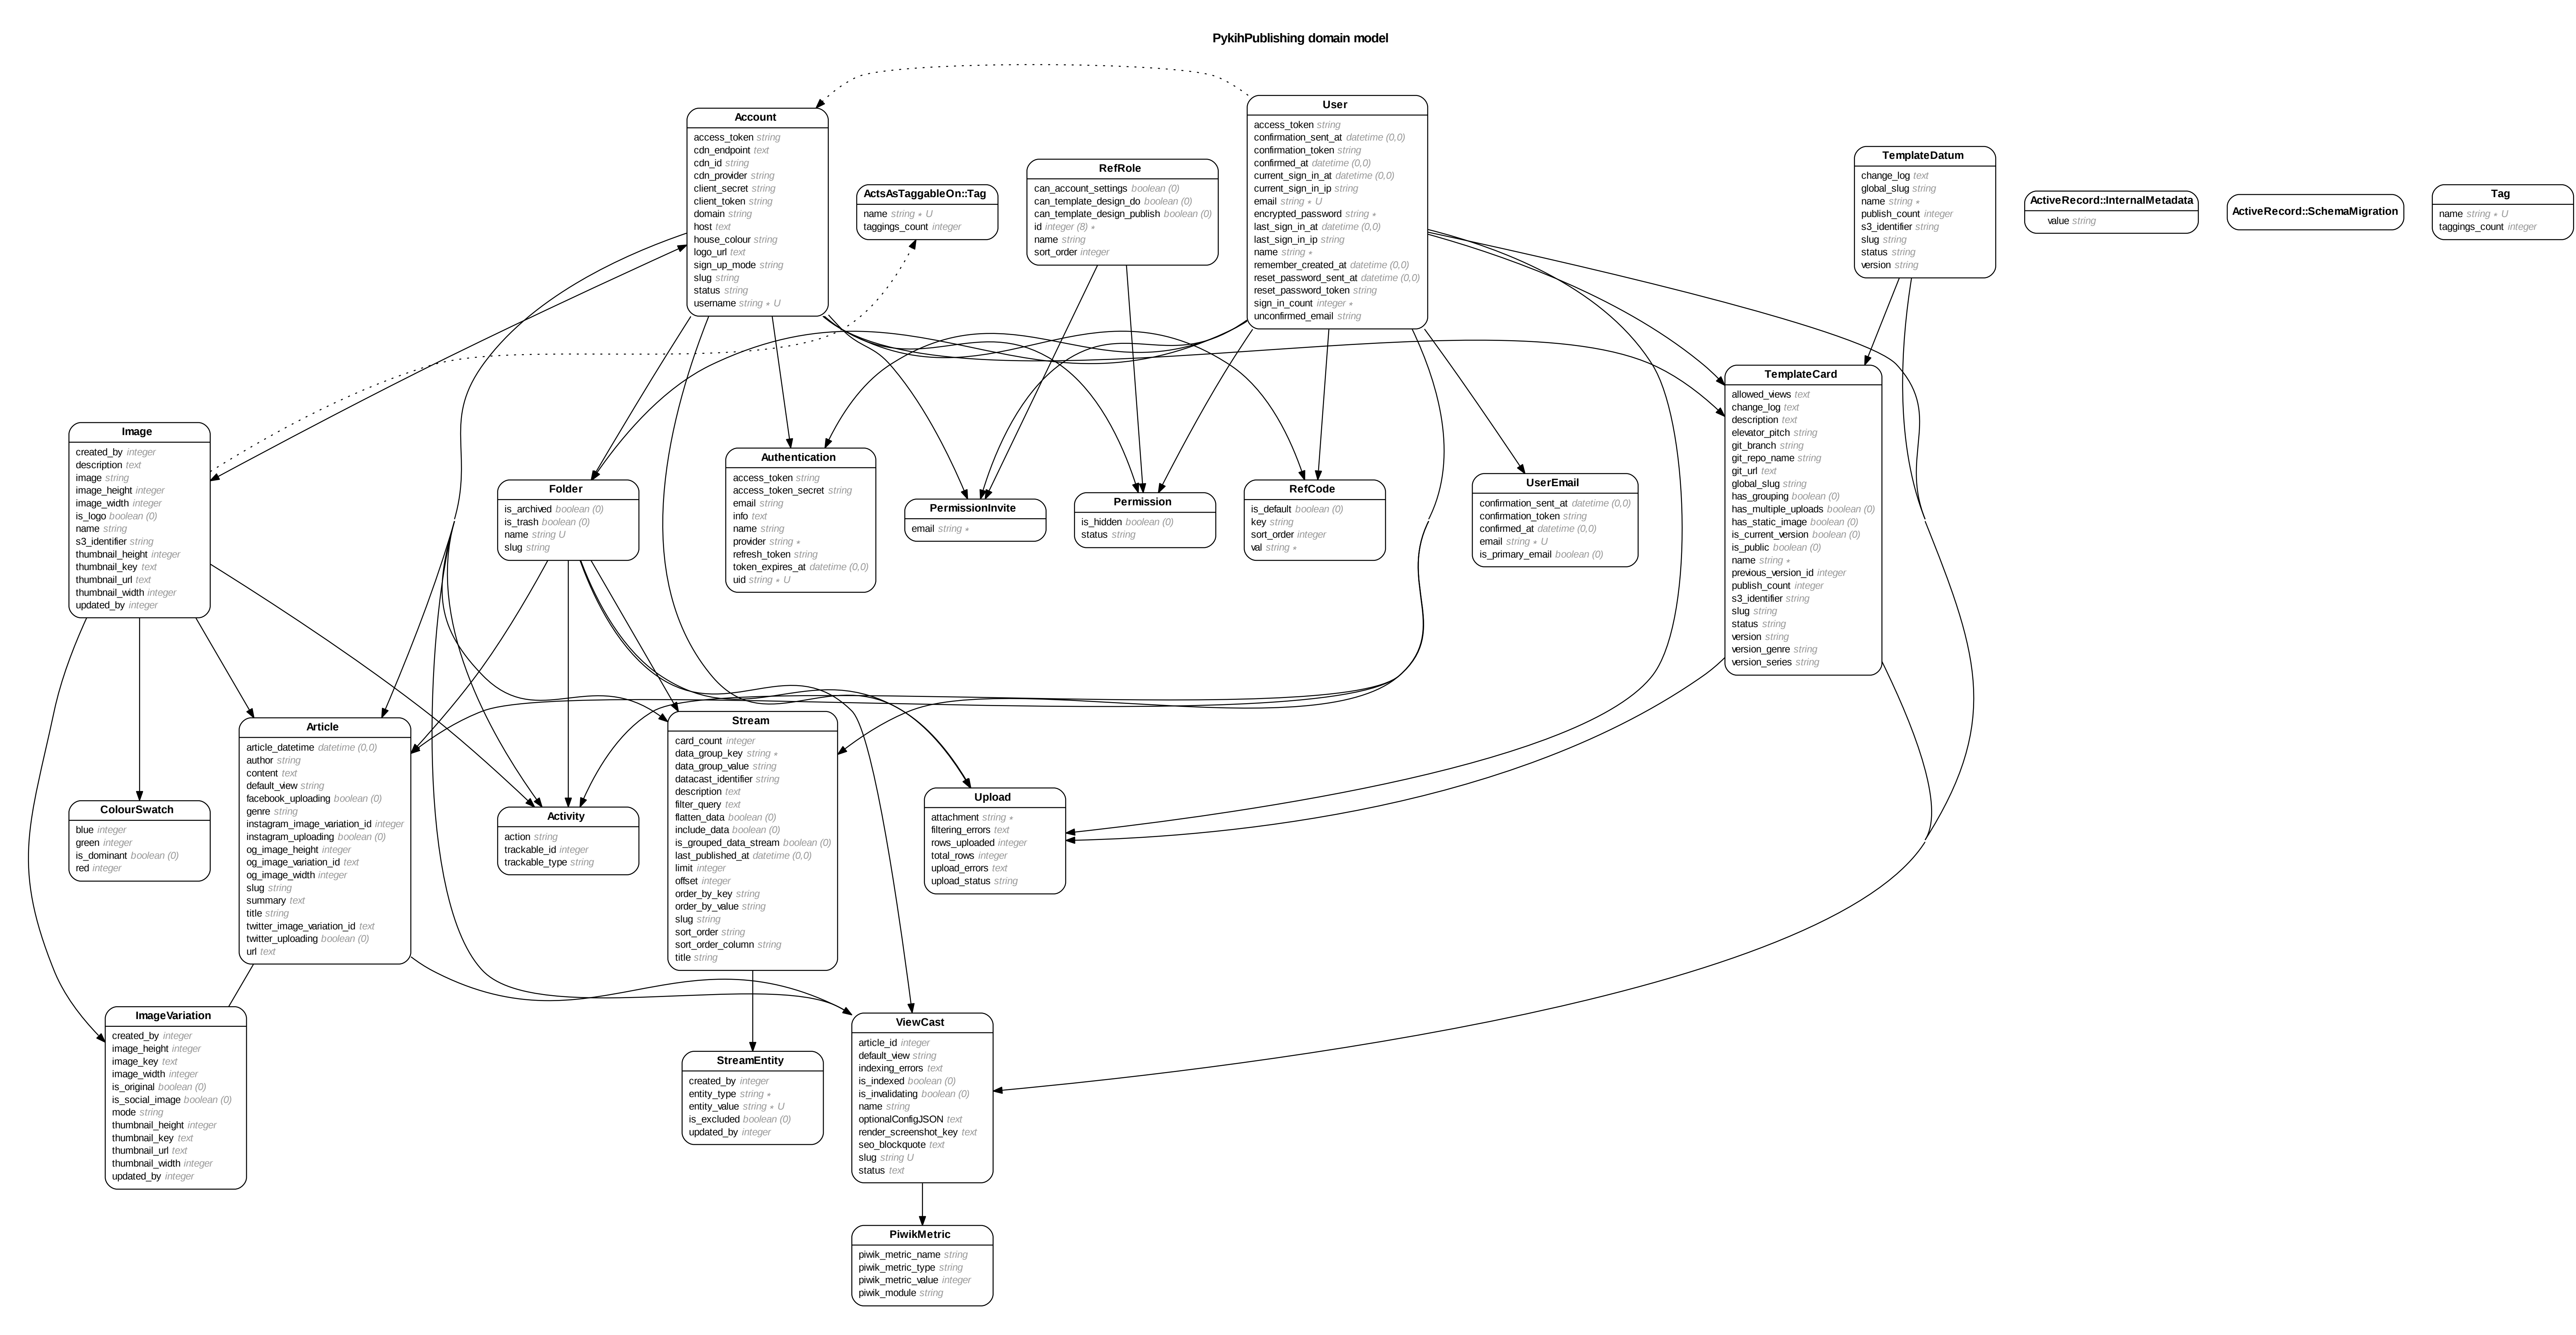 PykihPublishing domain model
Account
access_token string
cdn_endpoint text
cdn_id string
cdn_provider string
client_secret string
client_token string
domain string
host text
house_colour string
logo_url text
sign_up_mode string
slug string
status string
username string ∗ U
ActsAsTaggableOn::Tag
name string ∗ U
taggings_count integer
RefRole
can_account_settings boolean (0)
can_template_design_do boolean (0)
can_template_design_publish boolean (0)
id integer (8) ∗
name string
sort_order integer
User
access_token string
confirmation_sent_at datetime (0,0)
confirmation_token string
confirmed_at datetime (0,0)
current_sign_in_at datetime (0,0)
current_sign_in_ip string
email string ∗ U
encrypted_password string ∗
last_sign_in_at datetime (0,0)
last_sign_in_ip string
name string ∗
remember_created_at datetime (0,0)
reset_password_sent_at datetime (0,0)
reset_password_token string
sign_in_count integer ∗
unconfirmed_email string
TemplateDatum
change_log text
global_slug string
name string ∗
publish_count integer
s3_identifier string
slug string
status string
version string
ActiveRecord::InternalMetadata
value string
ActiveRecord::SchemaMigration
Tag
name string ∗ U
taggings_count integer
Image
created_by integer
description text
image string
image_height integer
image_width integer
is_logo boolean (0)
name string
s3_identifier string
thumbnail_height integer
thumbnail_key text
thumbnail_url text
thumbnail_width integer
updated_by integer
Folder
is_archived boolean (0)
is_trash boolean (0)
name string U
slug string
Authentication
access_token string
access_token_secret string
email string
info text
name string
provider string ∗
refresh_token string
token_expires_at datetime (0,0)
uid string ∗ U
PermissionInvite
email string ∗
Permission
is_hidden boolean (0)
status string
RefCode
is_default boolean (0)
key string
sort_order integer
val string ∗
UserEmail
confirmation_sent_at datetime (0,0)
confirmation_token string
confirmed_at datetime (0,0)
email string ∗ U
is_primary_email boolean (0)
TemplateCard
allowed_views text
change_log text
description text
elevator_pitch string
git_branch string
git_repo_name string
git_url text
global_slug string
has_grouping boolean (0)
has_multiple_uploads boolean (0)
has_static_image boolean (0)
is_current_version boolean (0)
is_public boolean (0)
name string ∗
previous_version_id integer
publish_count integer
s3_identifier string
slug string
status string
version string
version_genre string
version_series string
ColourSwatch
blue integer
green integer
is_dominant boolean (0)
red integer
Article
article_datetime datetime (0,0)
author string
content text
default_view string
facebook_uploading boolean (0)
genre string
instagram_image_variation_id integer
instagram_uploading boolean (0)
og_image_height integer
og_image_variation_id text
og_image_width integer
slug string
summary text
title string
twitter_image_variation_id text
twitter_uploading boolean (0)
url text
Activity
action string
trackable_id integer
trackable_type string
Stream
card_count integer
data_group_key string ∗
data_group_value string
datacast_identifier string
description text
filter_query text
flatten_data boolean (0)
include_data boolean (0)
is_grouped_data_stream boolean (0)
last_published_at datetime (0,0)
limit integer
offset integer
order_by_key string
order_by_value string
slug string
sort_order string
sort_order_column string
title string
Upload
attachment string ∗
filtering_errors text
rows_uploaded integer
total_rows integer
upload_errors text
upload_status string
ImageVariation
created_by integer
image_height integer
image_key text
image_width integer
is_original boolean (0)
is_social_image boolean (0)
mode string
thumbnail_height integer
thumbnail_key text
thumbnail_url text
thumbnail_width integer
updated_by integer
StreamEntity
created_by integer
entity_type string ∗
entity_value string ∗ U
is_excluded boolean (0)
updated_by integer
ViewCast
article_id integer
default_view string
indexing_errors text
is_indexed boolean (0)
is_invalidating boolean (0)
name string
optionalConfigJSON text
render_screenshot_key text
seo_blockquote text
slug string U
status text
PiwikMetric
piwik_metric_name string
piwik_metric_type string
piwik_metric_value integer
piwik_module string